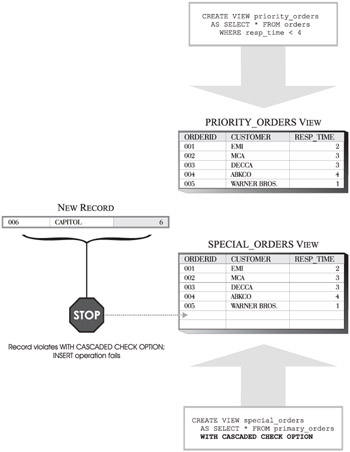 CREATE VIEW priority_orders
AS SELECT * FROM orders
WHERE resp_time < 4
PRIORITY_ORDERS VIEW
ORDERID CUSTOMER RESP_TIME
001 EMI 2
002 MCA 3
003 DECCA 3
004 ABKCO 4
005 WARNER BROS. 1
NEW RECORD
006 CAPITOL 6
SPECIAL_ORDERS VIEW
ORDERID CUSTOMER RESP_TIME
001 EMI 2
002 MCA 3
003 DECCA 3
004 ABKCO 4
005 WARNER BROS. 1
STOP
Record violates WITH CASCADED CHECK OPTION;
INSERT operation fails
CREATE VIEW special_orders
AS SELECT * FROM primary_orders
WITH CASCADED CHECK OPTION